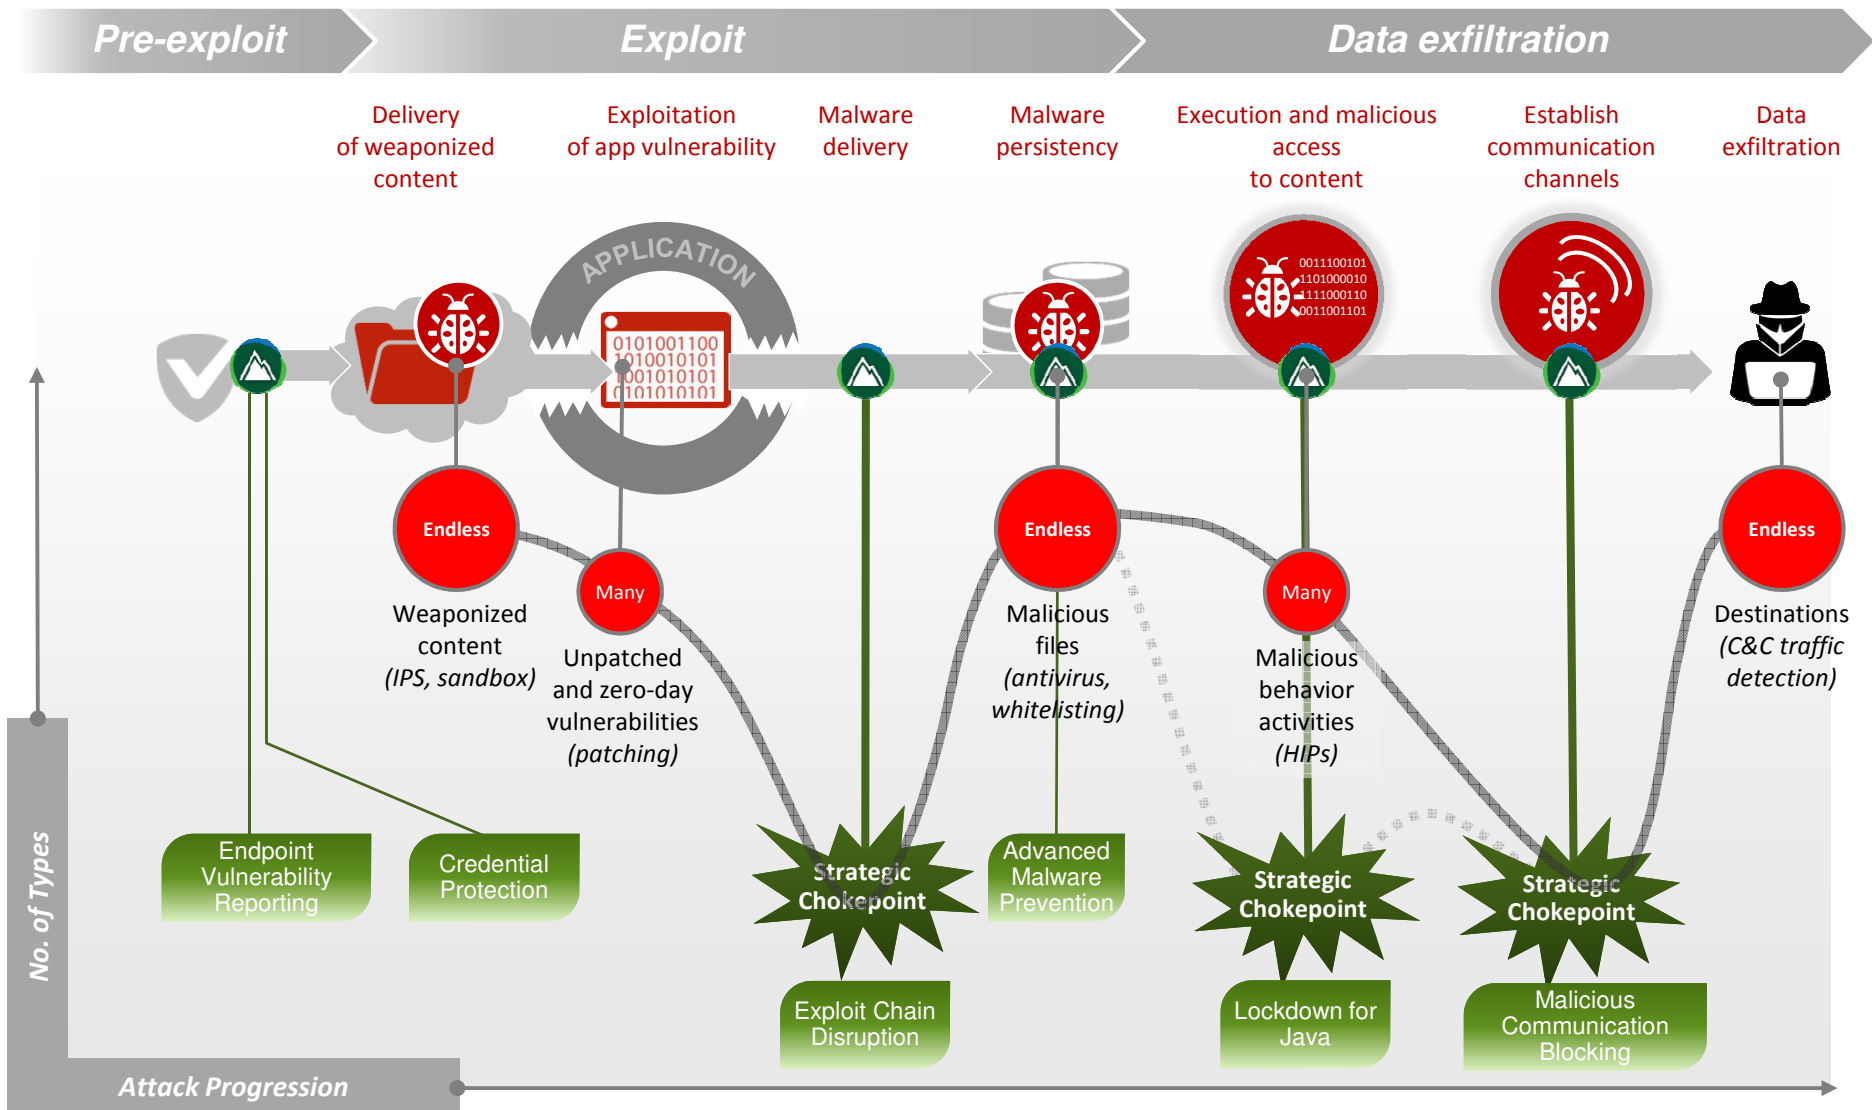 Pre-exploit
Exploit
Data exfiltration
Delivery
of weaponized
content
Exploitation
of app vulnerability
Malware
delivery
Malware
persistency
Execution and malicious
access
to content
Establish
communication
channels
Data
exfiltration
APPLICATION
0101001100
1010010101
1001010101
0101010101
0011100101
1101000010
1111000110
0011001101
Endless
Weaponized
content
(IPS, sandbox)
Many
Unpatched
and zero-day
vulnerabilities
(patching)
Endless
Malicious
files
(antivirus,
whitelisting)
Many
Malicious
behavior
activities
(HIPs)
Endless
Destinations
(C&C traffic
detection)
Endpoint
Vulnerability
Reporting
Credential
Protection
Strategic
Chokepoint
Exploit Chain
Disruption
Advanced
Malware
Prevention
Strategic
Chokepoint
Lockdown for
Java
Strategic
Chokepoint
Malicious
Communication
Blocking
No. of Types
Attack Progression